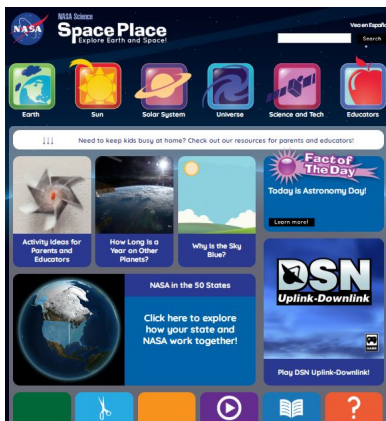 NASA
NASA Science
Space Place
Explore Earth and Space!
Vea en Españo
Search
Earth
Sun
Solar System
Universe
Science and Tech
Educators
Need to keep kids busy at home? Check out our resources for parents and educators!
Fact of
The Day
Today is Astronomy Day!
Learn more!
Activity Ideas for
Parents and
Educators
How Long Is a
Year on Other
Planets?
Why Is the Sky
Blue?
NASA in the 50 States
Click here to explore
how your state and
NASA work together!
DSN
Uplink-Downlink
Play DSN Uplink-Downlink!
?